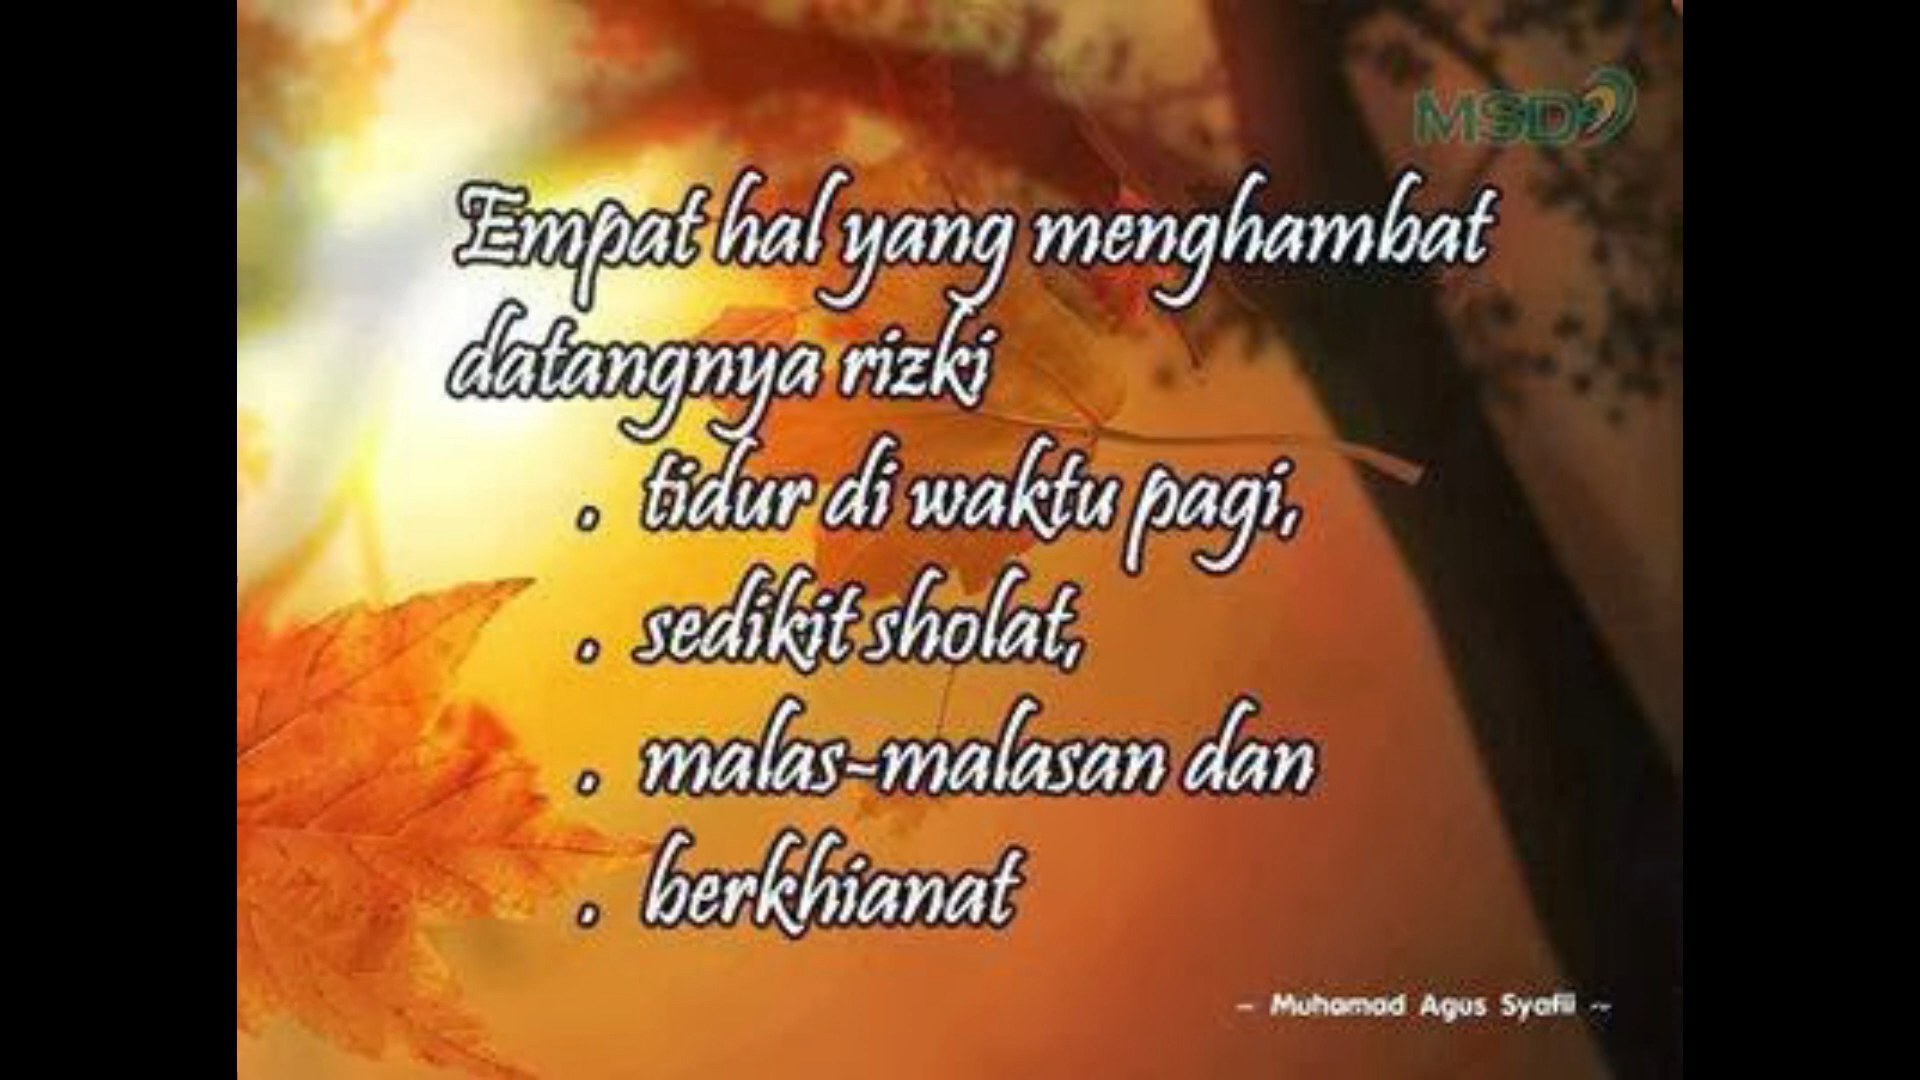 MSD
Empat hal yang menghambat
datangnya rizki
. tidur di waktu pagi,
. sedikit sholat,
. malas-malasan dan
. berkhianat
~ Muhamad Agus Syafii ~